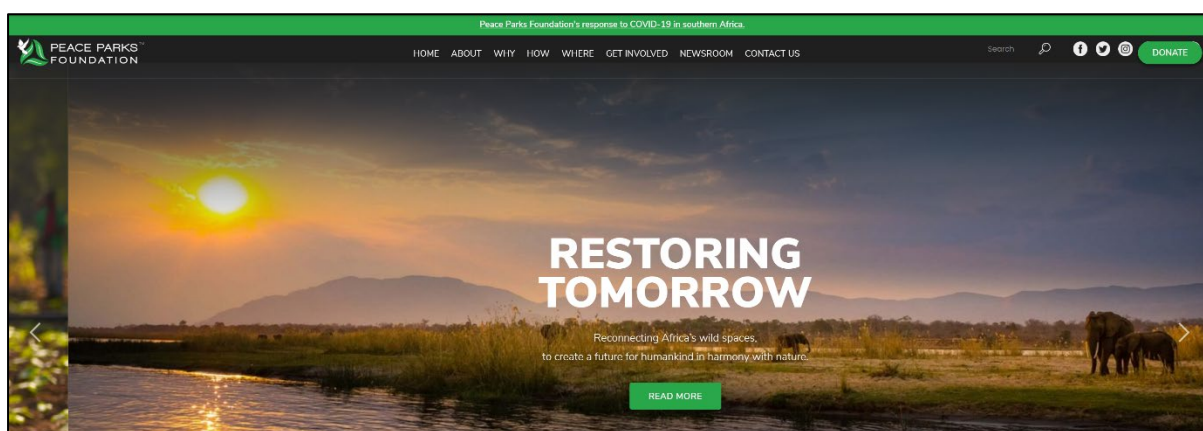 Peace Parks Foundation's response to COVID-19 in southern Africa.
PEACE PARKS™
FOUNDATION
HOME ABOUT WHY HOW WHERE GET INVOLVED NEWSROOM CONTACT US
Search
DONATE
RESTORING
TOMORROW
Reconnecting Africa's wild spaces,
to create a future for humankind in harmony with nature.
READ MORE